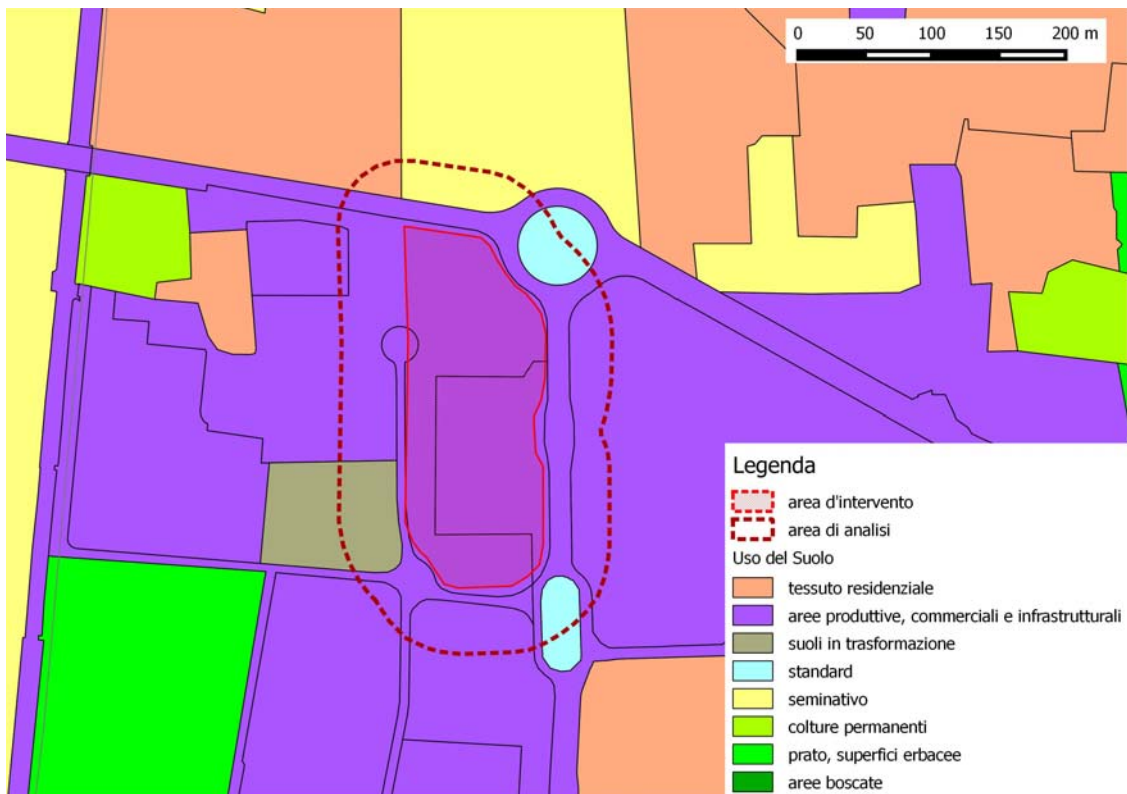 0 50 100 150 200 m
Legenda
area d'intervento
area di analisi
Uso del Suolo
tessuto residenziale
aree produttive, commerciali e infrastrutturali
suoli in trasformazione
standard
seminativo
colture permanenti
prato, superfici erbacee
aree boscate